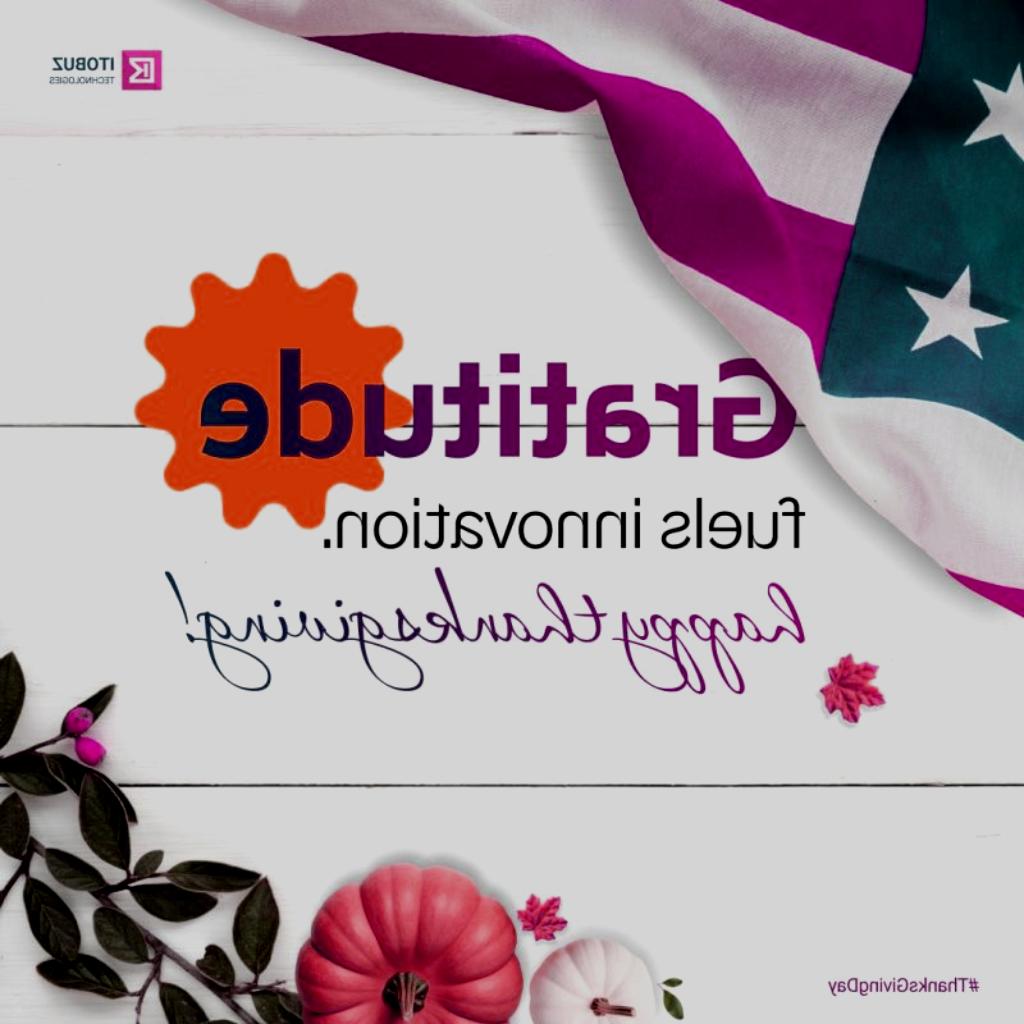 ITOBUZ
TECHNOLOGIES
Gratitude
fuels innovation.
happy thanksgiving!
#ThanksGivingDay